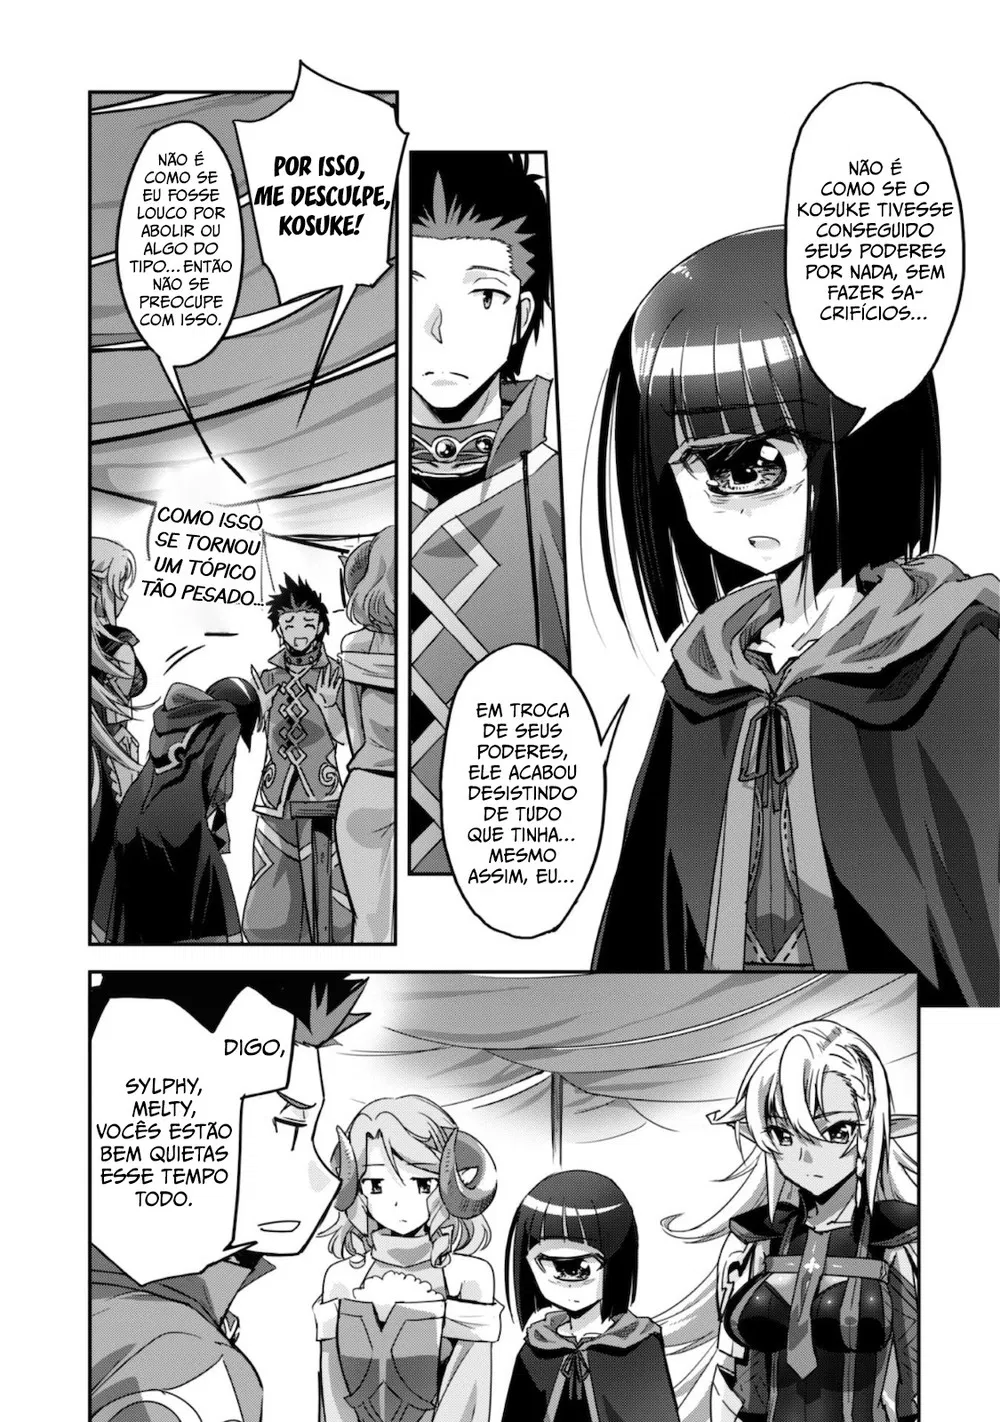 NÃO É
COMO SE O
KOSUKE TIVESSE
CONSEGUIDO
SEUS PODERES
POR NADA, SEM
FAZER SA-
CRIFÍCIOS...
EM TROCA
DE SEUS
PODERES,
ELE ACABOU
DESISTINDO
DE TUDO
QUE TINHA...
MESMO
ASSIM, EU...
POR ISSO,
ME DESCULPE,
KOSUKE!
NÃO É
COMO SE
EU FOSSE
LOUCO POR
ABOLIR OU
ALGO DO
TIPO...ENTÃO
NÃO SE
PREOCUPE
COM ISSO.
COMO ISSO
SE TORNOU
UM TÓPICO
TÃO PESADO...
DIGO,
SYLPHY,
MELTY,
VOCÊS ESTÃO
BEM QUIETAS
ESSE TEMPO
TODO.